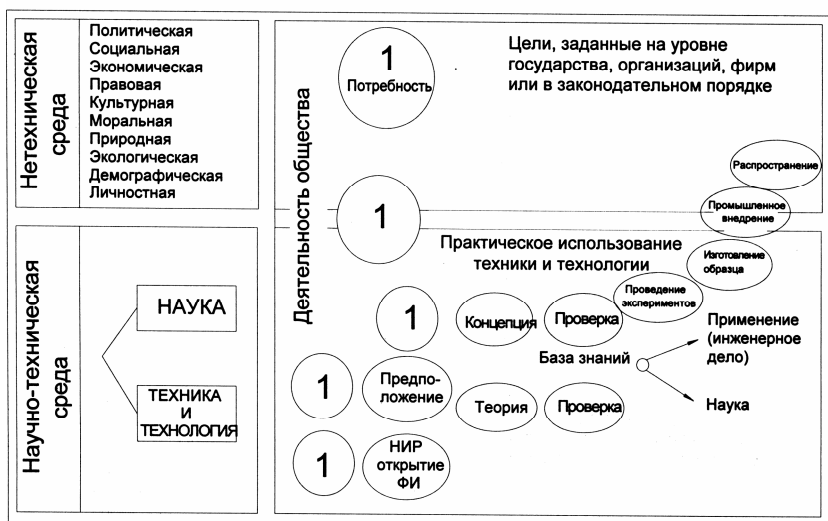 Нетехническая
среда
Политическая
Социальная
Экономическая
Правовая
Культурная
Моральная
Природная
Экологическая
Демографическая
Личностная
Научно-техническая
среда
НАУКА
ТЕХНИКА
И
ТЕХНОЛОГИЯ
Деятельность общества
1
Потребность
Цели, заданные на уровне
государства, организаций, фирм
или в законодательном порядке
Распространение
Промышленное
внедрение
1
Практическое использование
техники и технологии
Изготовление
образца
Проведение
экспериментов
1
Концепция
Проверка
База знаний
Применение
(инженерное
дело)
Наука
1
Предпо-
ложение
Теория
Проверка
1
НИР
открытие
ФИ